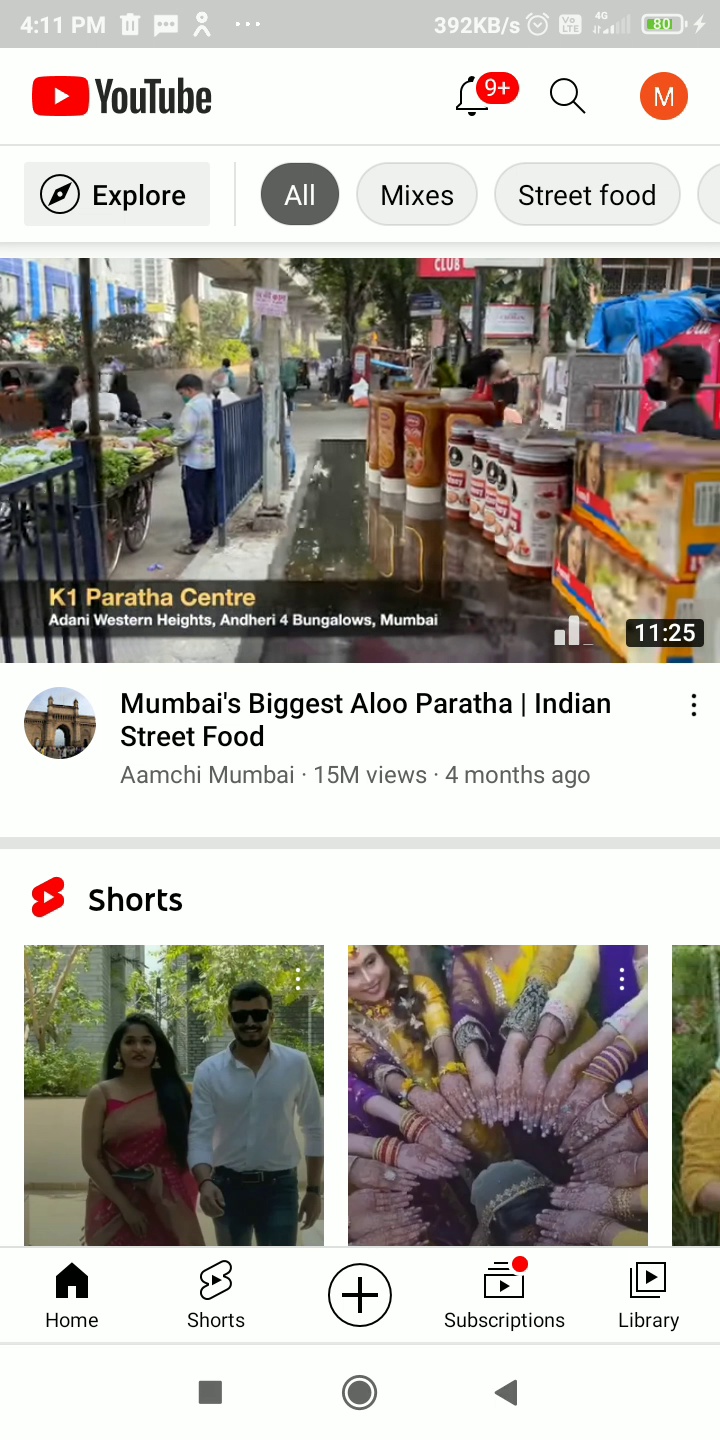 4:11 PM
392KB/s
Vo LTE
4G
80
YouTube
9+
M
Explore
All
Mixes
Street food
CLUB
K1 Paratha Centre
Adani Western Heights, Andheri 4 Bungalows, Mumbai
11:25
Mumbai's Biggest Aloo Paratha | Indian
Street Food
Aamchi Mumbai · 15M views · 4 months ago
Shorts
Home
Shorts
Subscriptions
Library